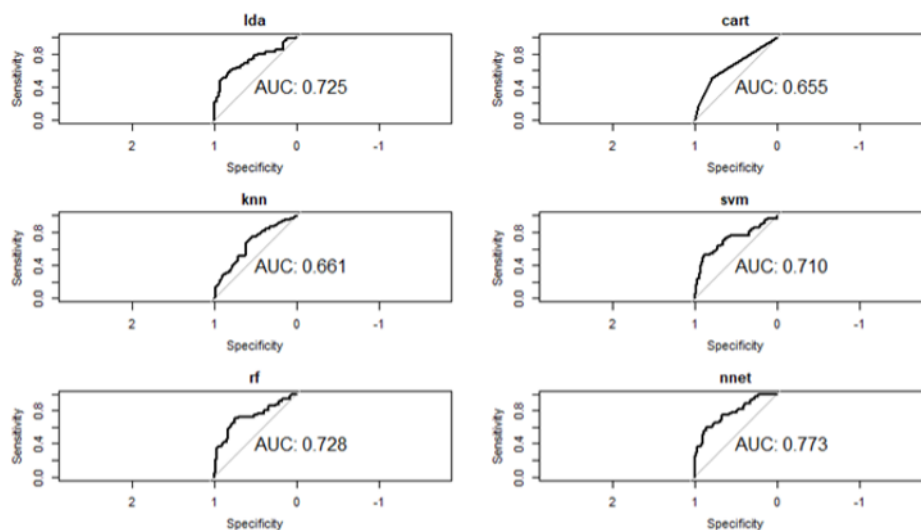 lda
Sensitivity
0.0 0.4 0.8
AUC: 0.725
2 1 0 -1
Specificity
cart
Sensitivity
0.0 0.4 0.8
AUC: 0.655
2 1 0 -1
Specificity
knn
Sensitivity
0.0 0.4 0.8
AUC: 0.661
2 1 0 -1
Specificity
svm
Sensitivity
0.0 0.4 0.8
AUC: 0.710
2 1 0 -1
Specificity
rf
Sensitivity
0.0 0.4 0.8
AUC: 0.728
2 1 0 -1
Specificity
nnet
Sensitivity
0.0 0.4 0.8
AUC: 0.773
2 1 0 -1
Specificity